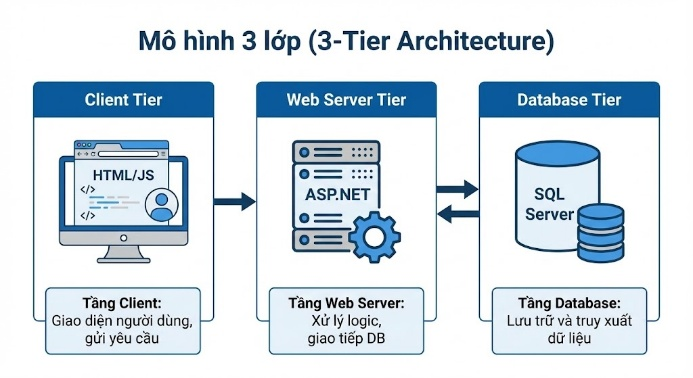 Mô hình 3 lớp (3-Tier Architecture)
Client Tier
HTML/JS
</>
</>
Tầng Client:
Giao diện người dùng,
gửi yêu cầu
Web Server Tier
ASP.NET
Tầng Web Server:
Xử lý logic,
giao tiếp DB
Database Tier
SQL
Server
Tầng Database:
Lưu trữ và truy xuất
dữ liệu